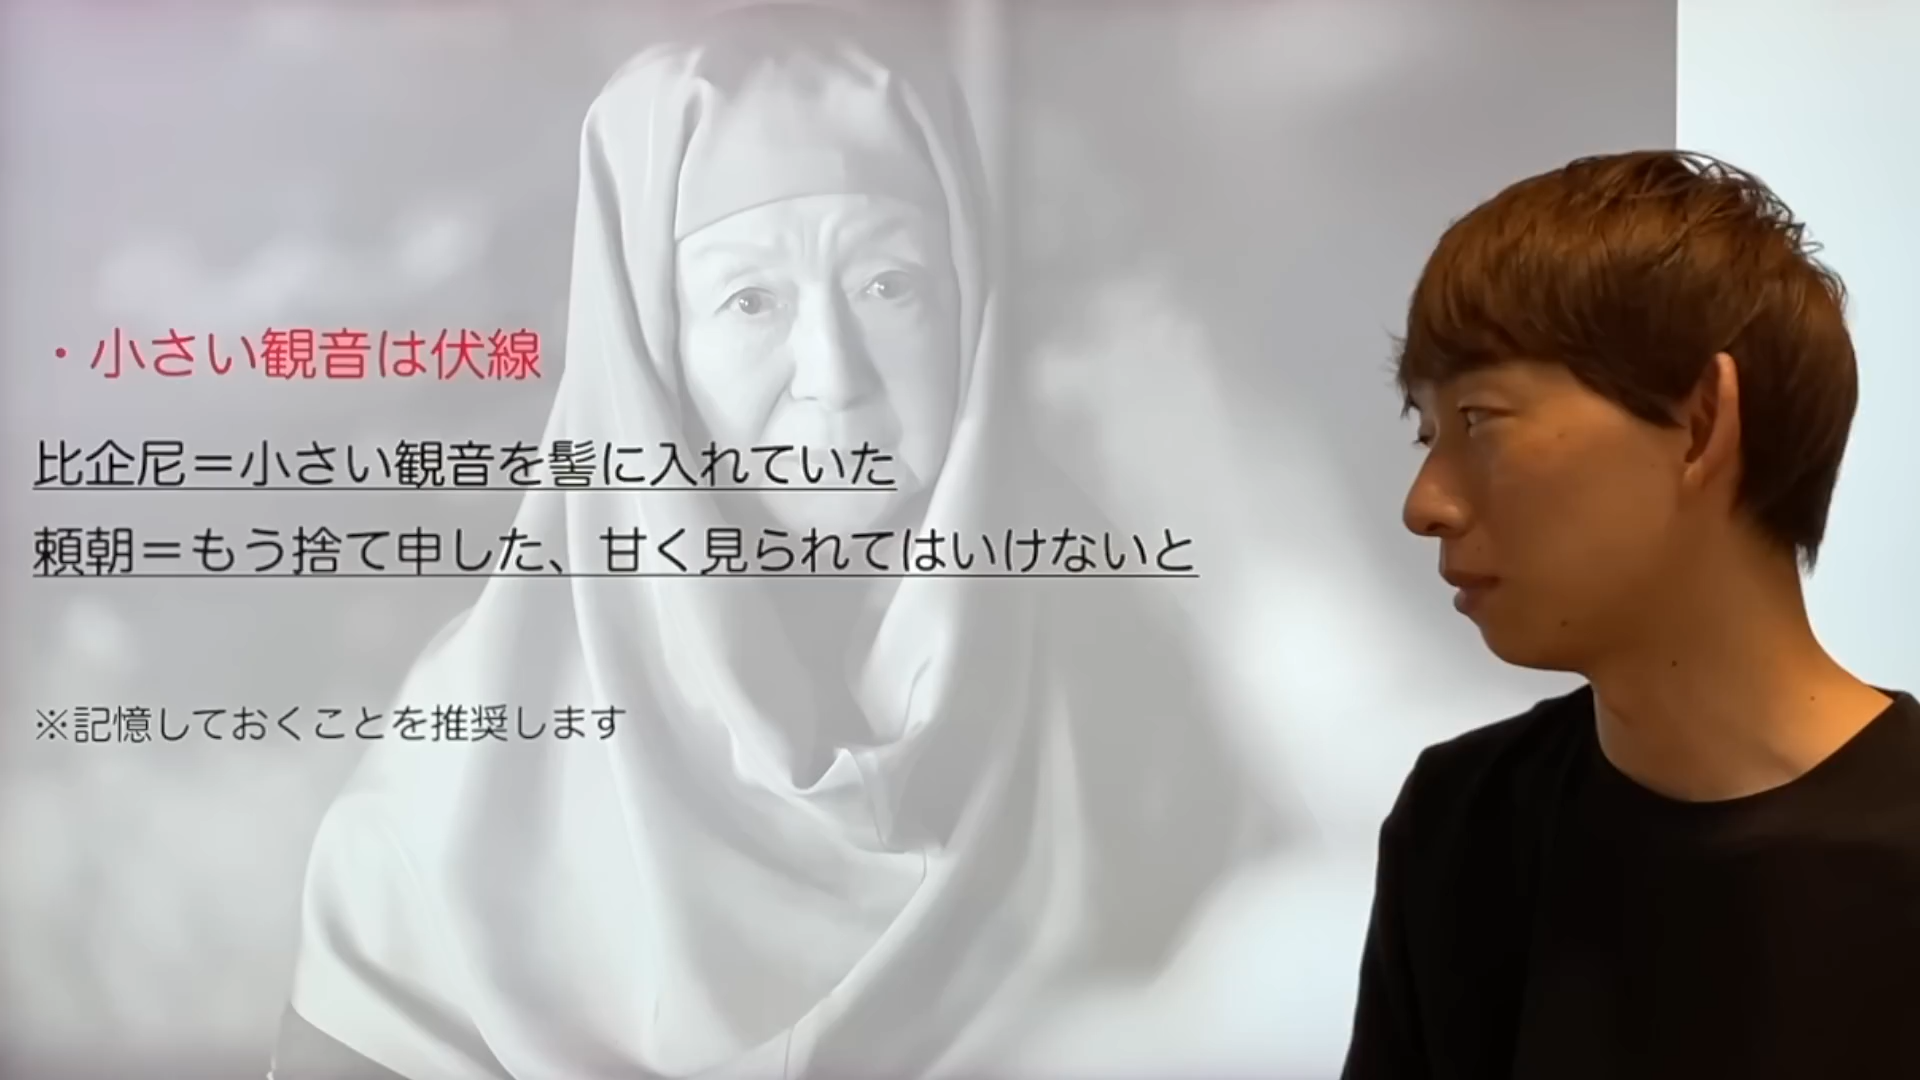 ・小さい観音は伏線
比企尼＝小さい観音を髻に入れていた
頼朝＝もう捨て申した、甘く見られてはいけないと
※記憶しておくことを推奨します